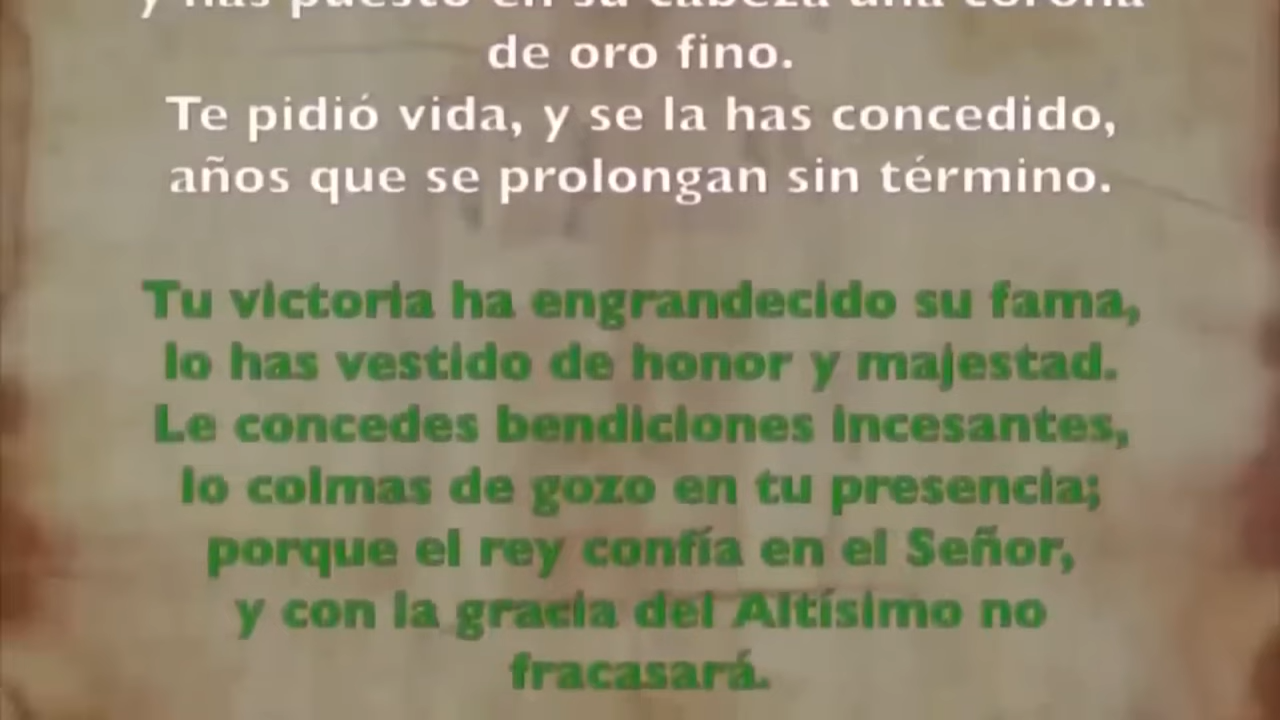 y has puesto en su cabeza una corona
de oro fino.
Te pidió vida, y se la has concedido,
años que se prolongan sin término.
Tu victoria ha engrandecido su fama,
lo has vestido de honor y majestad.
Le concedes bendiciones incesantes,
lo colmas de gozo en tu presencia;
porque el rey confía en el Señor,
y con la gracia del Altísimo no
fracasará.